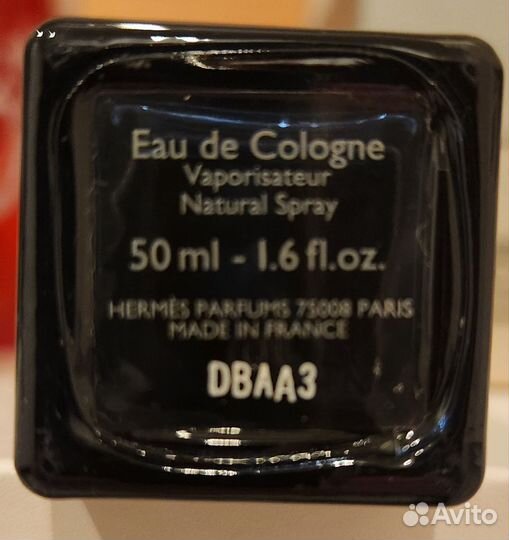 Eau de Cologne
Vaporisateur
Natural Spray
50 ml - 1.6 fl.oz.
HERMÈS PARFUMS 75008 PARIS
MADE IN FRANCE
DBAA3
Avito